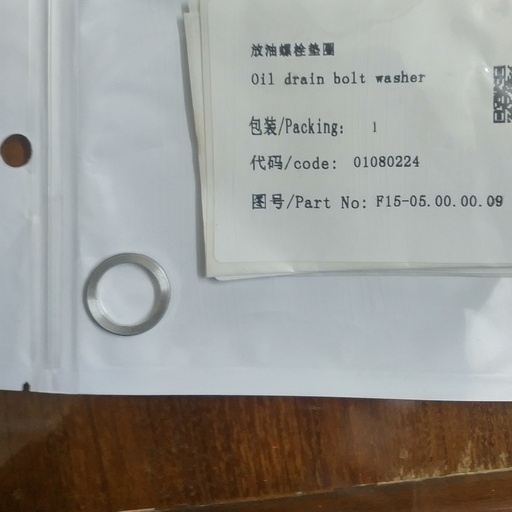 放油螺栓垫圈
Oil drain bolt washer
包装/Packing: 1
代码/code: 01080224
图号/Part No: F15-05.00.00.09